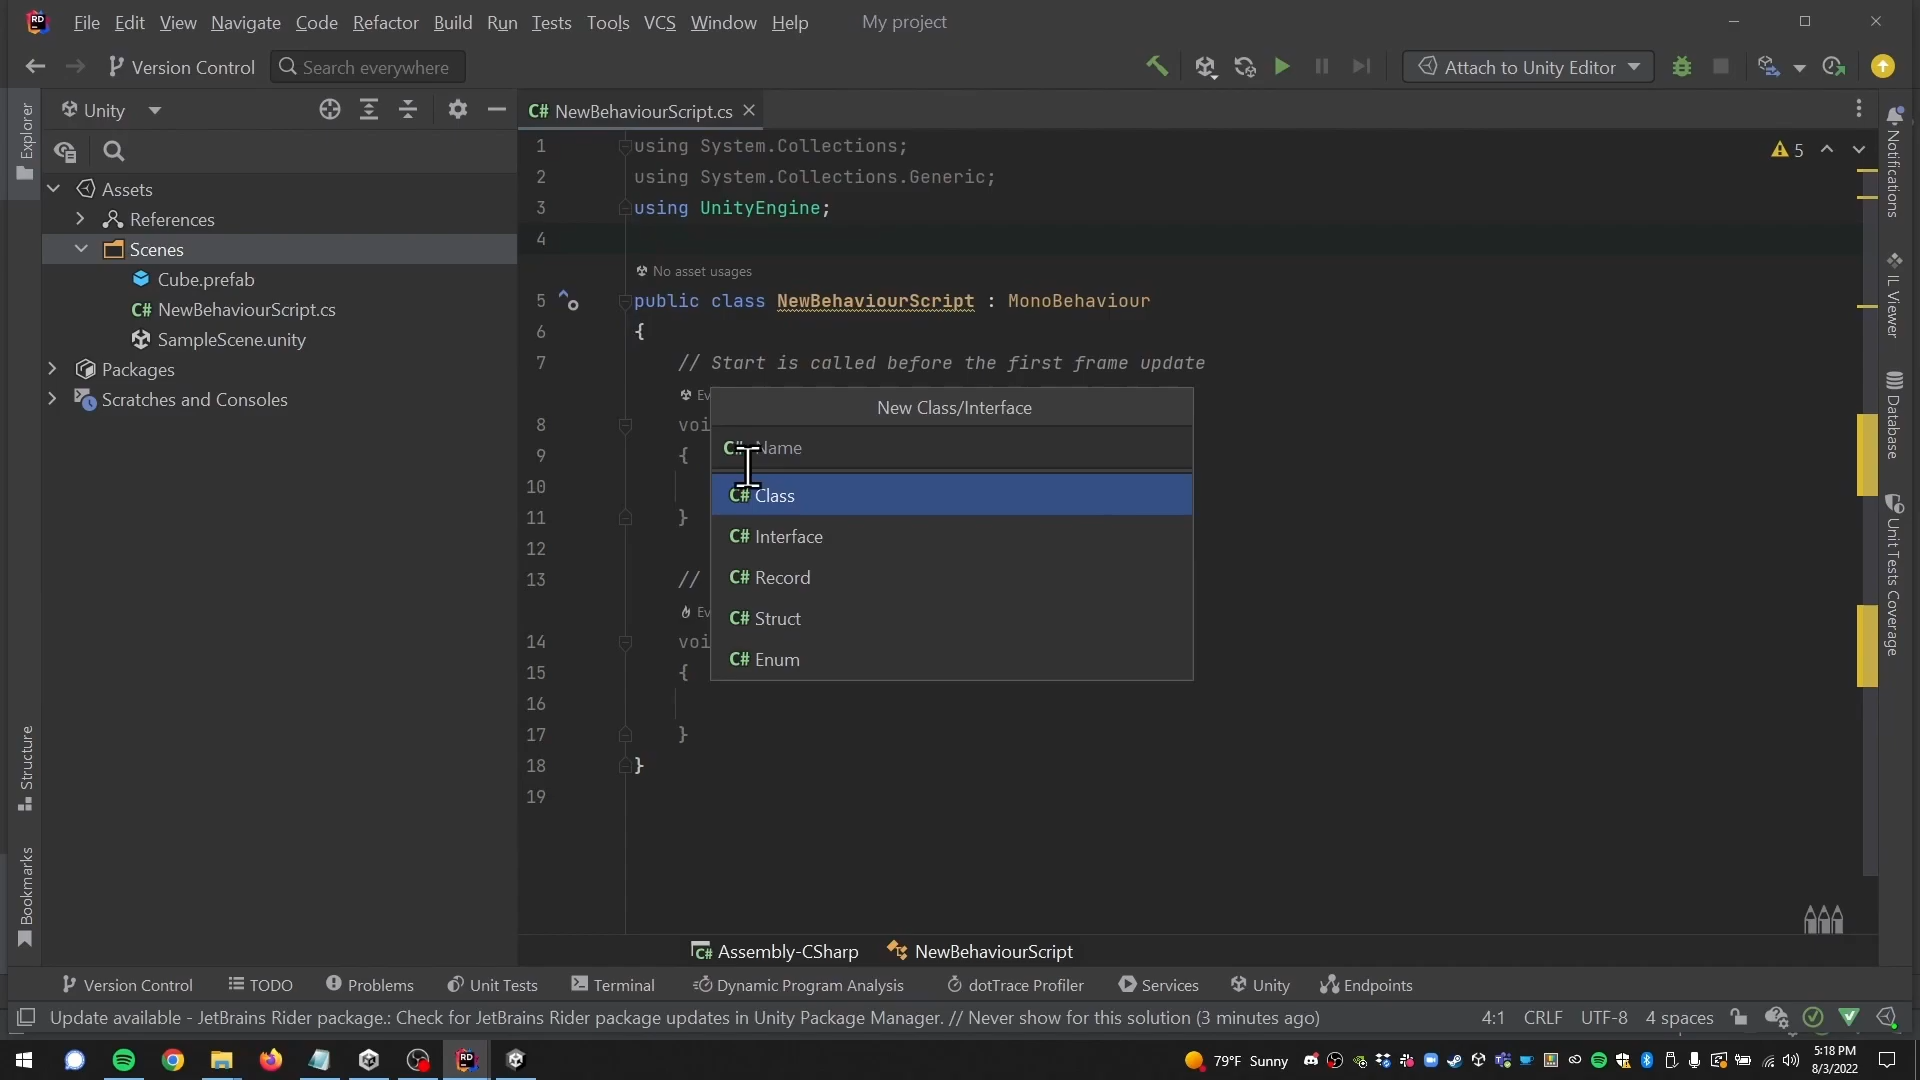 RD File Edit View Navigate Code Refactor Build Run Tests Tools VCS Window Help My project
Version Control Search everywhere Attach to Unity Editor
Explorer
Unity
C# NewBehaviourScript.cs
Notifications
1 using System.Collections;
5
2 using System.Collections.Generic;
Assets
3 using UnityEngine;
References
4
Scenes
No asset usages
IL Viewer
Cube.prefab
5 public class NewBehaviourScript : MonoBehaviour
C# NewBehaviourScript.cs
6 {
SampleScene.unity
7 // Start is called before the first frame update
Packages
Ev
New Class/Interface
Scratches and Consoles
Database
8 voi
C# Name
9 {
10
C# Class
11 }
C# Interface
12
13 //
C# Record
Unit Tests Coverage
Ev
C# Struct
14 voi
C# Enum
15 {
16
17 }
18 }
19
Structure
Bookmarks
C# Assembly-CSharp NewBehaviourScript
Version Control TODO Problems Unit Tests Terminal Dynamic Program Analysis dotTrace Profiler Services Unity Endpoints
Update available - JetBrains Rider package.: Check for JetBrains Rider package updates in Unity Package Manager. // Never show for this solution (3 minutes ago) 4:1 CRLF UTF-8 4 spaces
RD 79°F Sunny 5:18 PM
8/3/2022